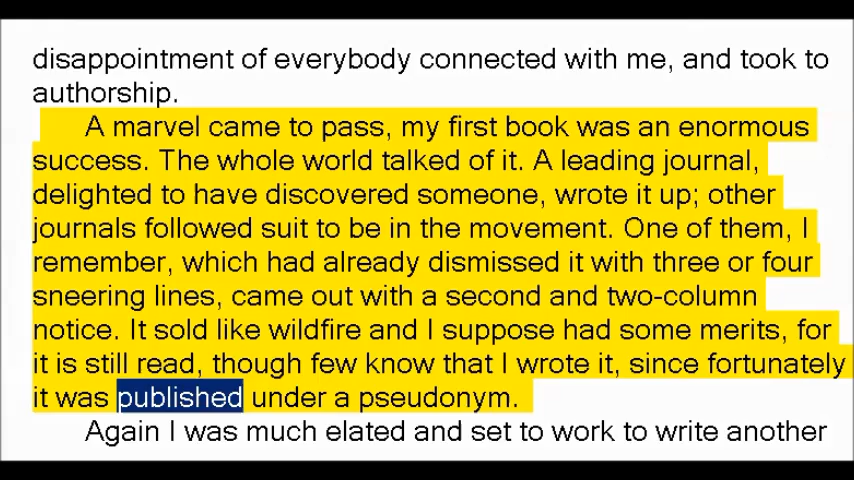 disappointment of everybody connected with me, and took to
authorship.
A marvel came to pass, my first book was an enormous
success. The whole world talked of it. A leading journal,
delighted to have discovered someone, wrote it up; other
journals followed suit to be in the movement. One of them, I
remember, which had already dismissed it with three or four
sneering lines, came out with a second and two-column
notice. It sold like wildfire and I suppose had some merits, for
it is still read, though few know that I wrote it, since fortunately
it was published under a pseudonym.
Again I was much elated and set to work to write another